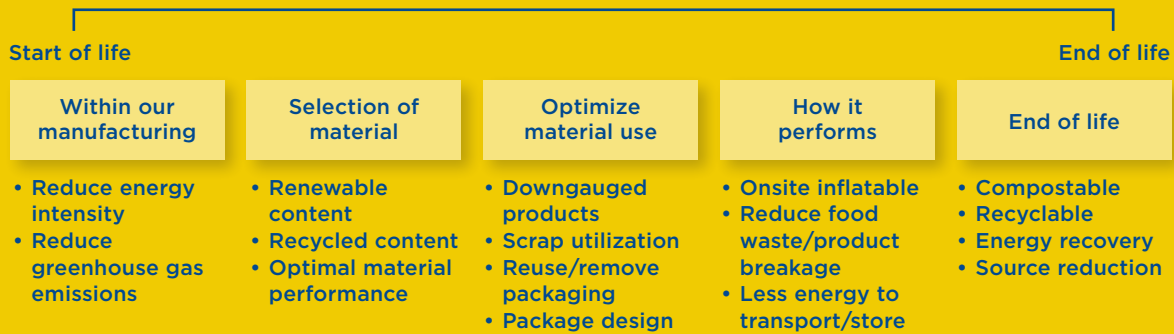 Start of life
End of life
Within our
manufacturing
• Reduce energy
intensity
• Reduce
greenhouse gas
emissions
Selection of
material
• Renewable
content
• Recycled content
• Optimal material
performance
Optimize
material use
• Downgauged
products
• Scrap utilization
• Reuse/remove
packaging
• Package design
How it
performs
• Onsite inflatable
• Reduce food
waste/product
breakage
• Less energy to
transport/store
End of life
• Compostable
• Recyclable
• Energy recovery
• Source reduction